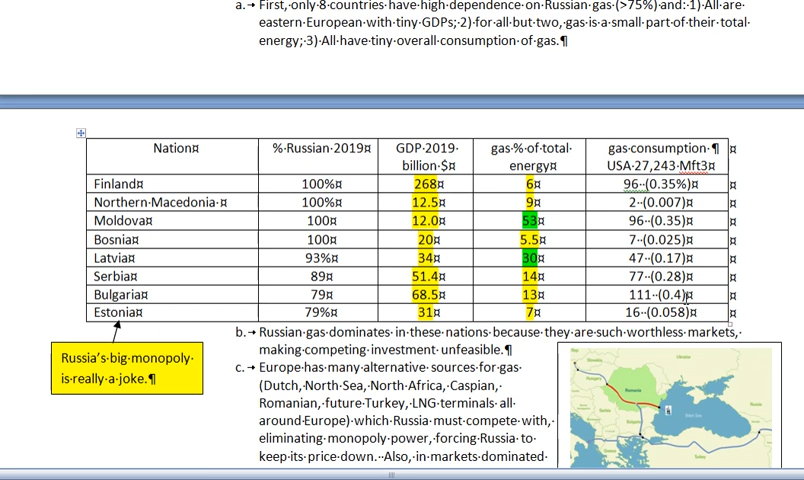 a. First, only 8 countries have high dependence on Russian gas (>75%) and: 1) All are
eastern European with tiny GDPs; 2) for all but two, gas is a small part of their total
energy; 3) All have tiny overall consumption of gas.¶
Nation¤ % Russian 2019¤ GDP 2019 billion $¤ gas % of total energy¤ gas consumption ¶ USA 27,243 Mft3¤
Finland¤ 100%¤ 268¤ 6¤ 96 (0.35%)¤
Northern Macedonia ¤ 100%¤ 12.5¤ 9¤ 2 (0.007)¤
Moldova¤ 100¤ 12.0¤ 53¤ 96 (0.35)¤
Bosnia¤ 100¤ 20¤ 5.5¤ 7 (0.025)¤
Latvia¤ 93%¤ 34¤ 30¤ 47 (0.17)¤
Serbia¤ 89¤ 51.4¤ 14¤ 77 (0.28)¤
Bulgaria¤ 79¤ 68.5¤ 13¤ 111 (0.4)¤
Estonia¤ 79%¤ 31¤ 7¤ 16 (0.058)¤
b. Russian gas dominates in these nations because they are such worthless markets,
making competing investment unfeasible.¶
Russia's big monopoly
is really a joke.¶
c. Europe has many alternative sources for gas
(Dutch, North Sea, North Africa, Caspian,
Romanian, future Turkey, LNG terminals all
around Europe) which Russia must compete with,
eliminating monopoly power, forcing Russia to
keep its price down. Also, in markets dominated
Romania